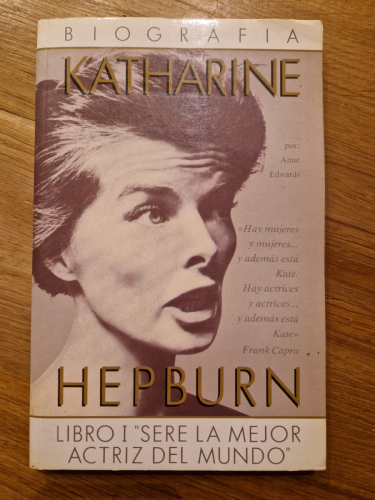 BIOGRAFIA
KATHARINE
por:
Anne
Edwards
«Hay mujeres
y mujeres...
y además está
Kate.
Hay actrices
y actrices...
y además está
Kate»
Frank Capra
HEPBURN
LIBRO I "SERE LA MEJOR
ACTRIZ DEL MUNDO"